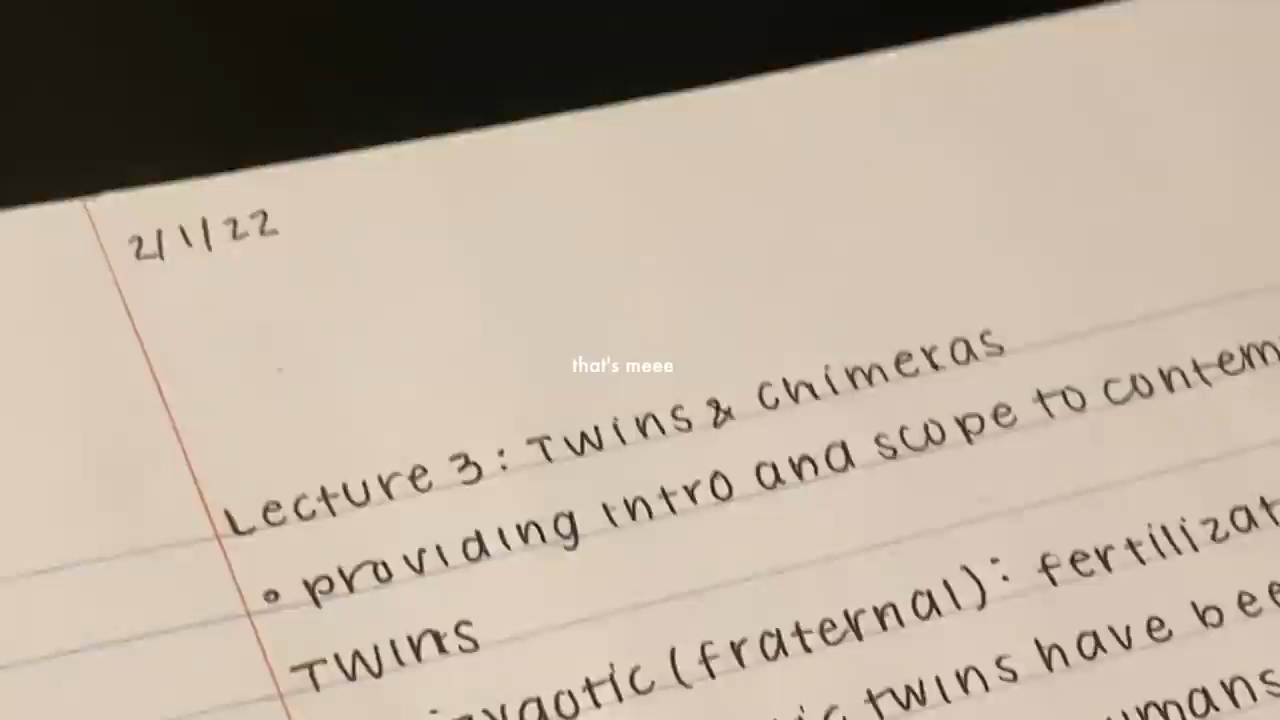 2/1/22
that's meee
Lecture 3: Twins & Chimeras
• providing intro and scope to
TWINS
(fraternal):
twins have